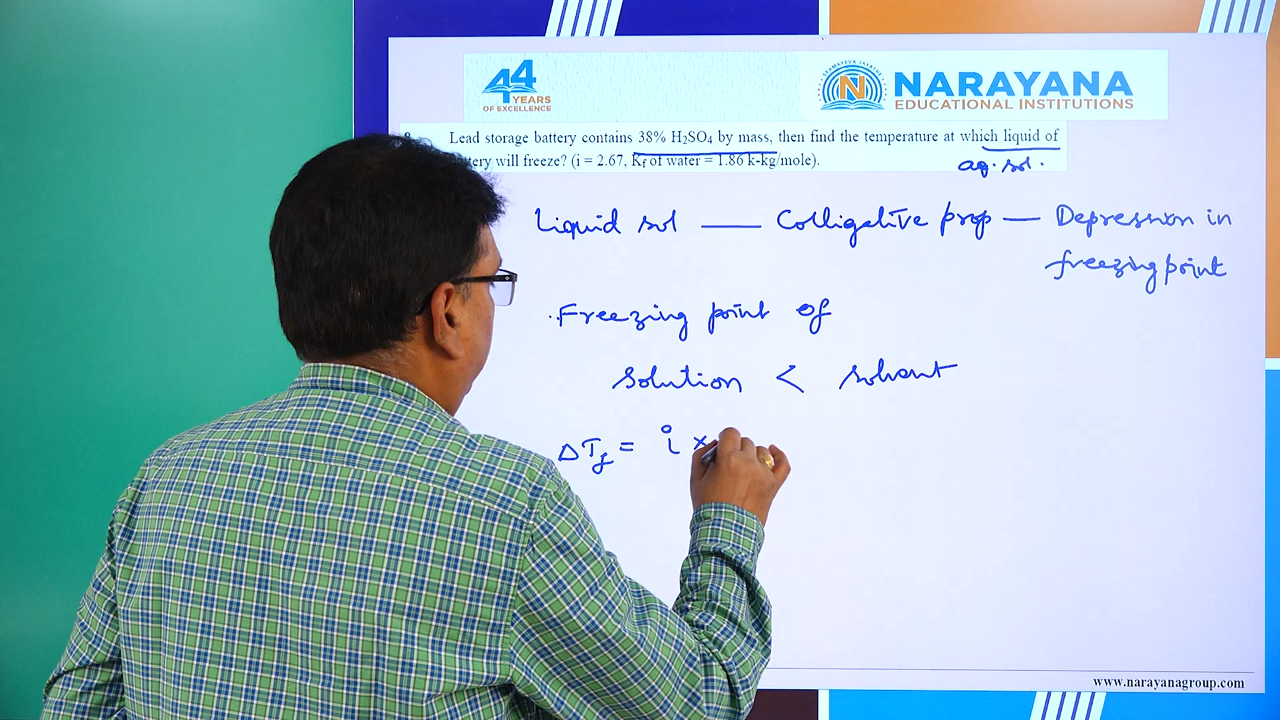 44
YEARS
OF EXCELLENCE
NARAYANA
EDUCATIONAL INSTITUTIONS
Lead storage battery contains 38% H₂SO₄ by mass, then find the temperature at which liquid of
will freeze? (i = 2.67, Kf of water = 1.86 k-kg/mole).
aq. sol.
Liquid sol — Colligative prop — Depression in
freezing point
Freezing point of
solution < solvent
ΔTf = i ×
www.narayanagroup.com